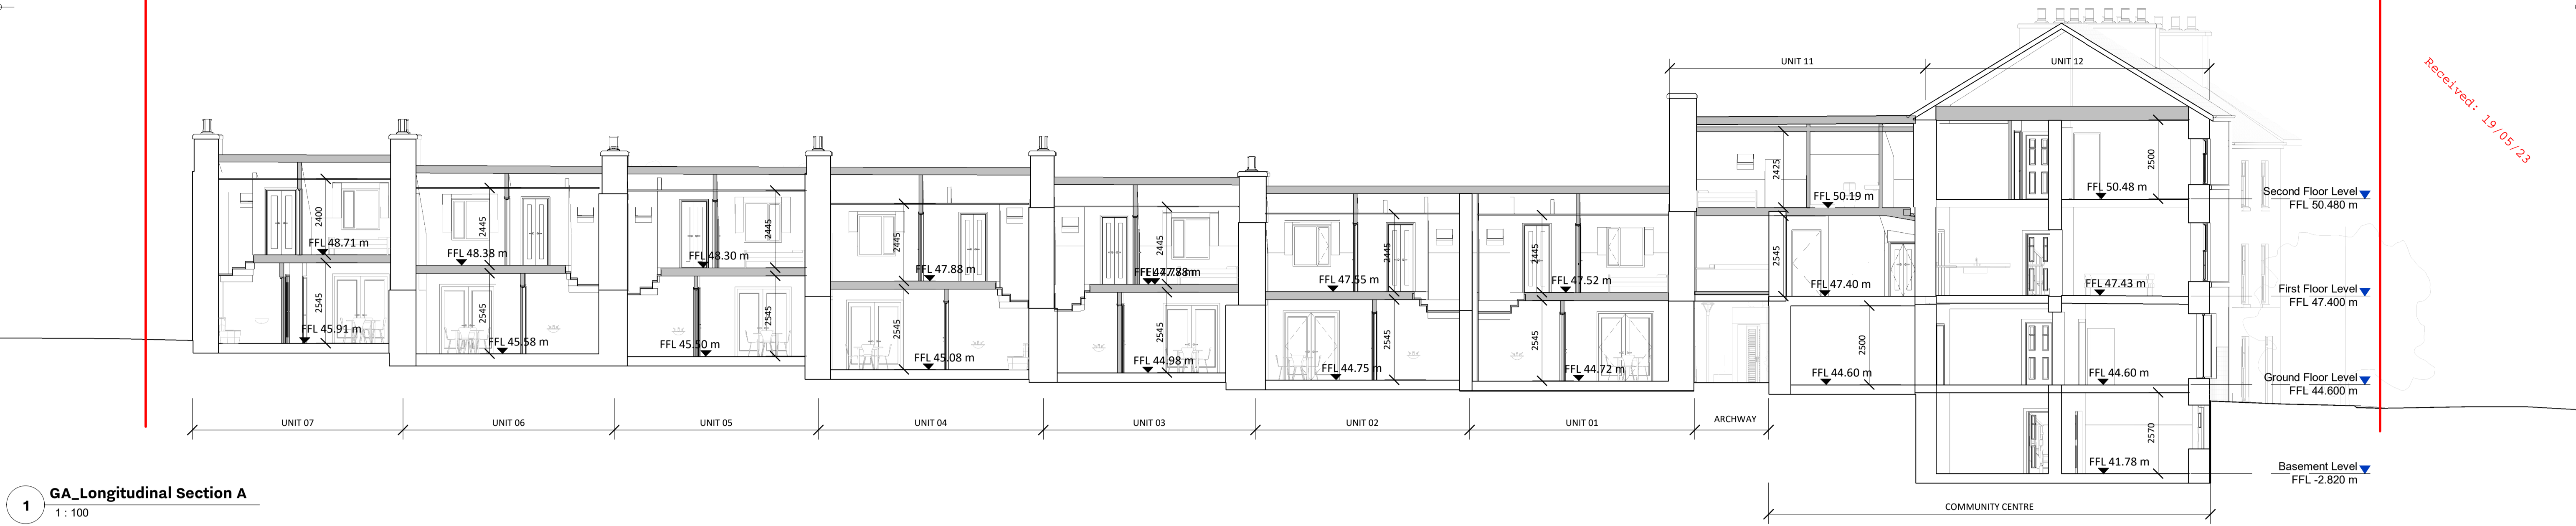 UNIT 11
UNIT 12
Received: 19/05/23
2400
FFL 48.71 m
2545
FFL 45.91 m
2445
FFL 48.38 m
2545
FFL 45.58 m
2445
FFL 48.30 m
2545
FFL 45.50 m
2445
FFL 47.88 m
2545
FFL 45.08 m
2445
2545
FFL 44.98 m
2445
FFL 47.55 m
2545
FFL 44.75 m
2445
FFL 47.52 m
2545
FFL 44.72 m
2425
FFL 50.19 m
2545
FFL 47.40 m
2500
FFL 44.60 m
2500
FFL 50.48 m
FFL 47.43 m
FFL 44.60 m
2570
FFL 41.78 m
Second Floor Level
FFL 50.480 m
First Floor Level
FFL 47.400 m
Ground Floor Level
FFL 44.600 m
Basement Level
FFL -2.820 m
UNIT 07
UNIT 06
UNIT 05
UNIT 04
UNIT 03
UNIT 02
UNIT 01
ARCHWAY
COMMUNITY CENTRE
1
GA_Longitudinal Section A
1 : 100